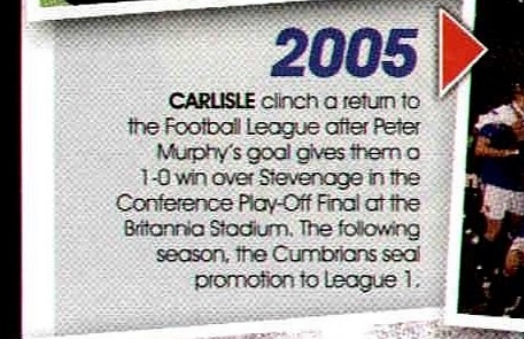 2005
CARLISLE clinch a return to
the Football League after Peter
Murphy's goal gives them a
1-0 win over Stevenage in the
Conference Play-Off Final at the
Britannia Stadium. The following
season, the Cumbrians seal
promotion to League 1.